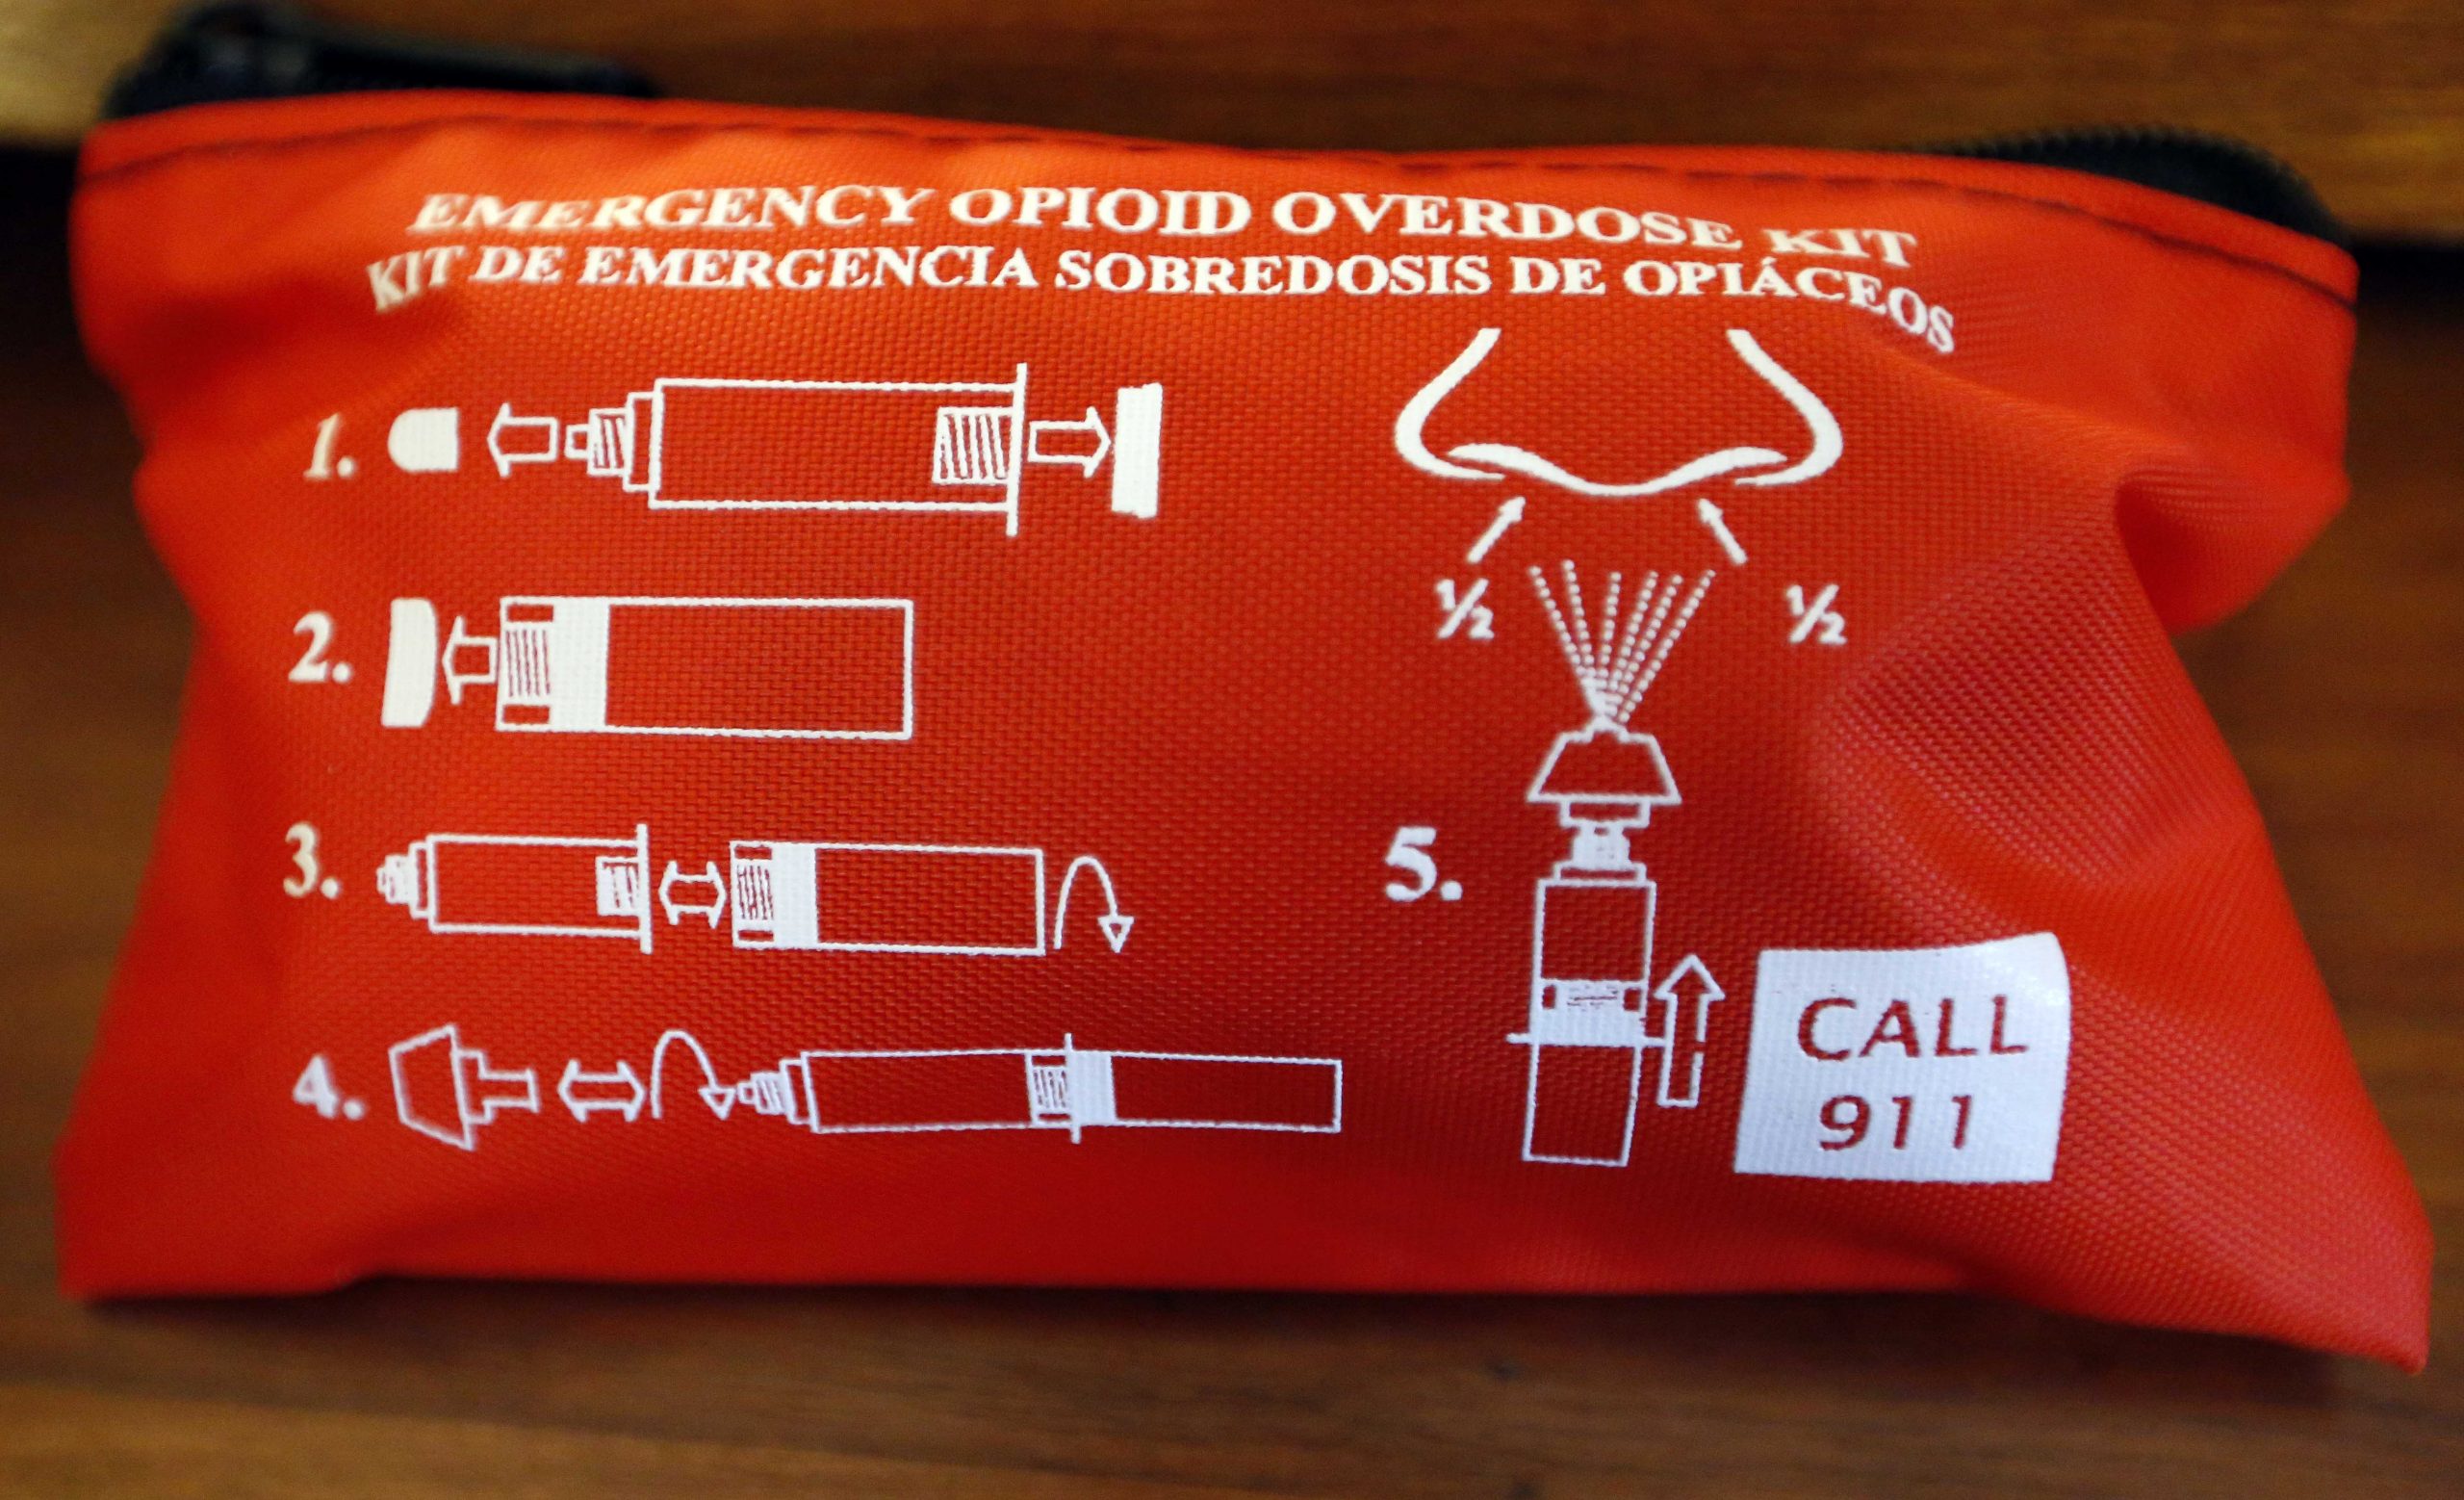 EMERGENCY OPIOID OVERDOSE KIT
KIT DE EMERGENCIA SOBREDOSIS DE OPIÁCEOS
1.
2.
3.
4.
½ ½
5.
CALL
911